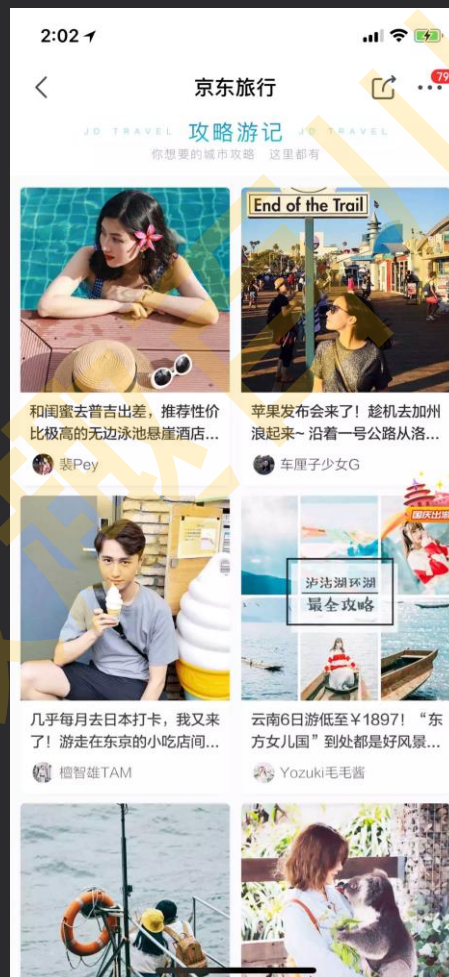 2:02
京东旅行
79
JD TRAVEL 攻略游记 JD TRAVEL
你想要的城市攻略 这里都有
End of the Trail
和闺蜜去普吉出差，推荐性价
比极高的无边泳池悬崖酒店...
裴Pey
苹果发布会来了！趁机去加州
浪起来~ 沿着一号公路从洛...
车厘子少女G
国庆出游
泸沽湖环湖
最全攻略
几乎每月去日本打卡，我又来
了！游走在东京的小吃店间...
檀智雄TAM
云南6日游低至￥1897！“东
方女儿国”到处都是好风景...
Yozuki毛毛酱